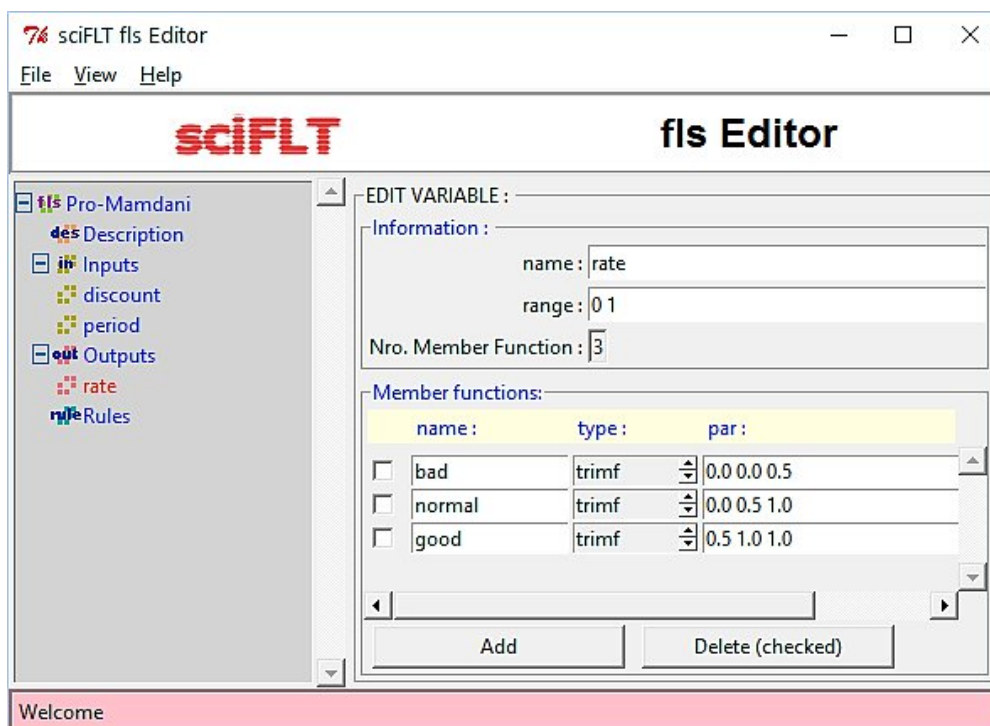 sciFLT fls Editor
File View Help
sciFLT fls Editor
fls Pro-Mamdani
des Description
in Inputs
discount
period
out Outputs
rate
rule Rules
EDIT VARIABLE :
Information :
name : rate
range : 0 1
Nro. Member Function : 3
Member functions:
name : type : par :
bad trimf 0.0 0.0 0.5
normal trimf 0.0 0.5 1.0
good trimf 0.5 1.0 1.0
Add Delete (checked)
Welcome